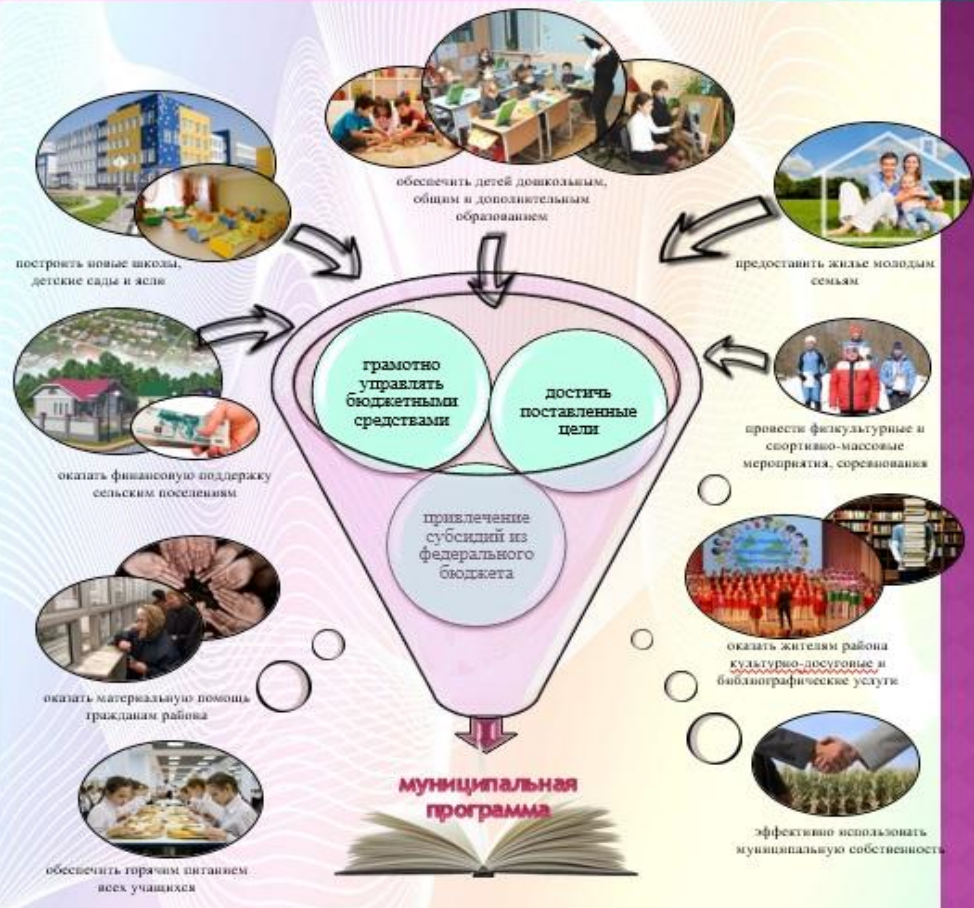 обеспечить детей дошкольным,
общим и дополнительным
образованием
построить новые школы,
детские сады и ясли
предоставить жилье молодым
семьям
грамотно
управлять
бюджетными
средствами
достичь
поставленные
цели
привлечение
субсидий из
федерального
бюджета
провести физкультурные и
спортивно-массовые
мероприятия, соревнования
оказать финансовую поддержку
сельским поселениям
оказать жителям района
культурно-досуговые и
библиографические услуги
оказать материальную помощь
гражданам района
муниципальная
программа
эффективно использовать
муниципальную собственность
обеспечить горячим питанием
всех учащихся